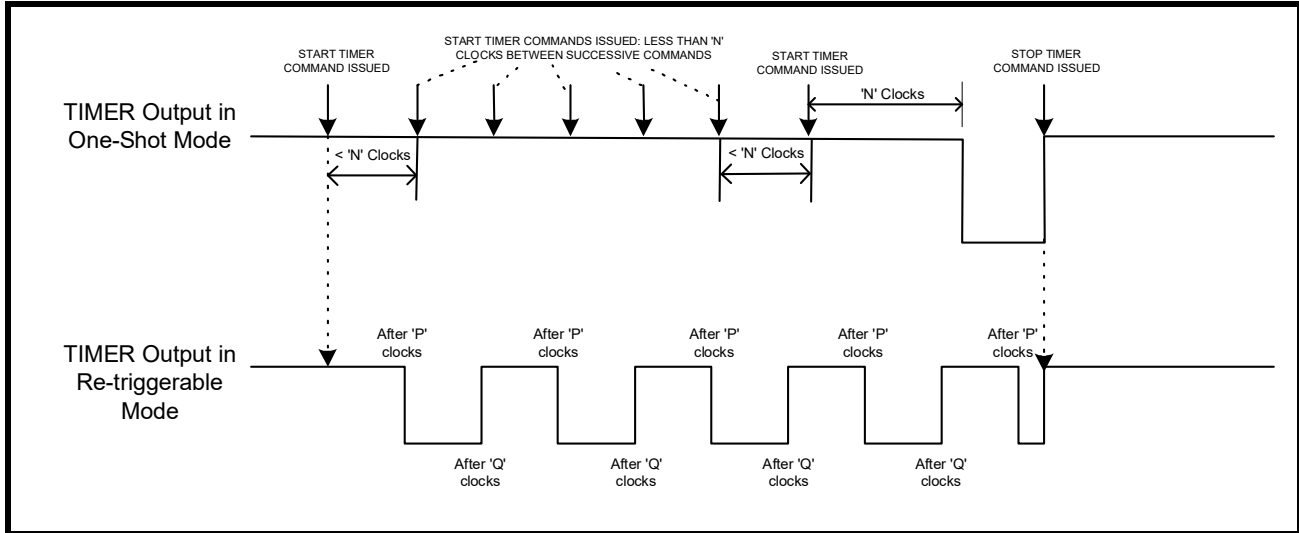 START TIMER
COMMAND ISSUED
START TIMER COMMANDS ISSUED: LESS THAN 'N'
CLOCKS BETWEEN SUCCESSIVE COMMANDS
START TIMER
COMMAND ISSUED
STOP TIMER
COMMAND ISSUED
'N' Clocks
TIMER Output in
One-Shot Mode
< 'N' Clocks
< 'N' Clocks
After 'P'
clocks
After 'P'
clocks
After 'P'
clocks
After 'P'
clocks
After 'P'
clocks
TIMER Output in
Re-triggerable
Mode
After 'Q'
clocks
After 'Q'
clocks
After 'Q'
clocks
After 'Q'
clocks